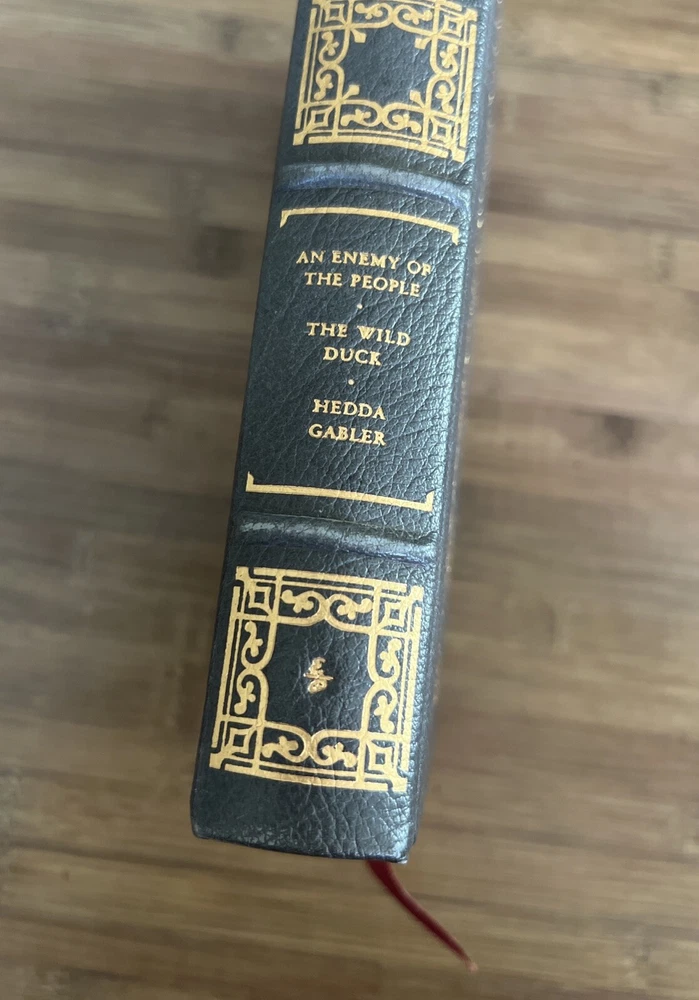 AN ENEMY OF
THE PEOPLE
THE WILD
DUCK
HEDDA
GABLER